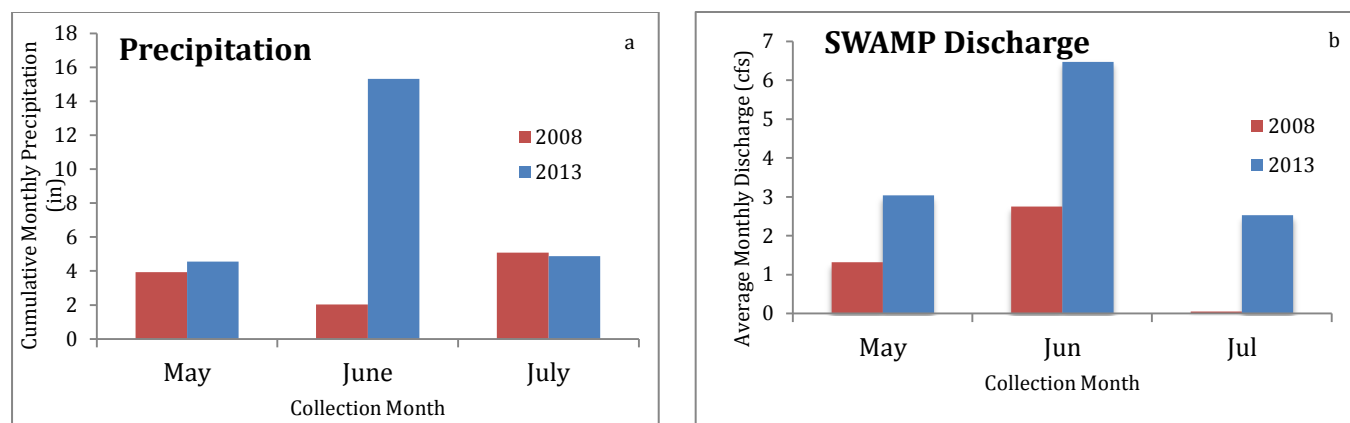 Precipitation
a
Cumulative Monthly Precipitation
(in)
18
16
14
12
10
8
6
4
2
0
2008
2013
May
June
July
Collection Month
SWAMP Discharge
b
Average Monthly Discharge (cfs)
7
6
5
4
3
2
1
0
2008
2013
May
Jun
Jul
Collection Month